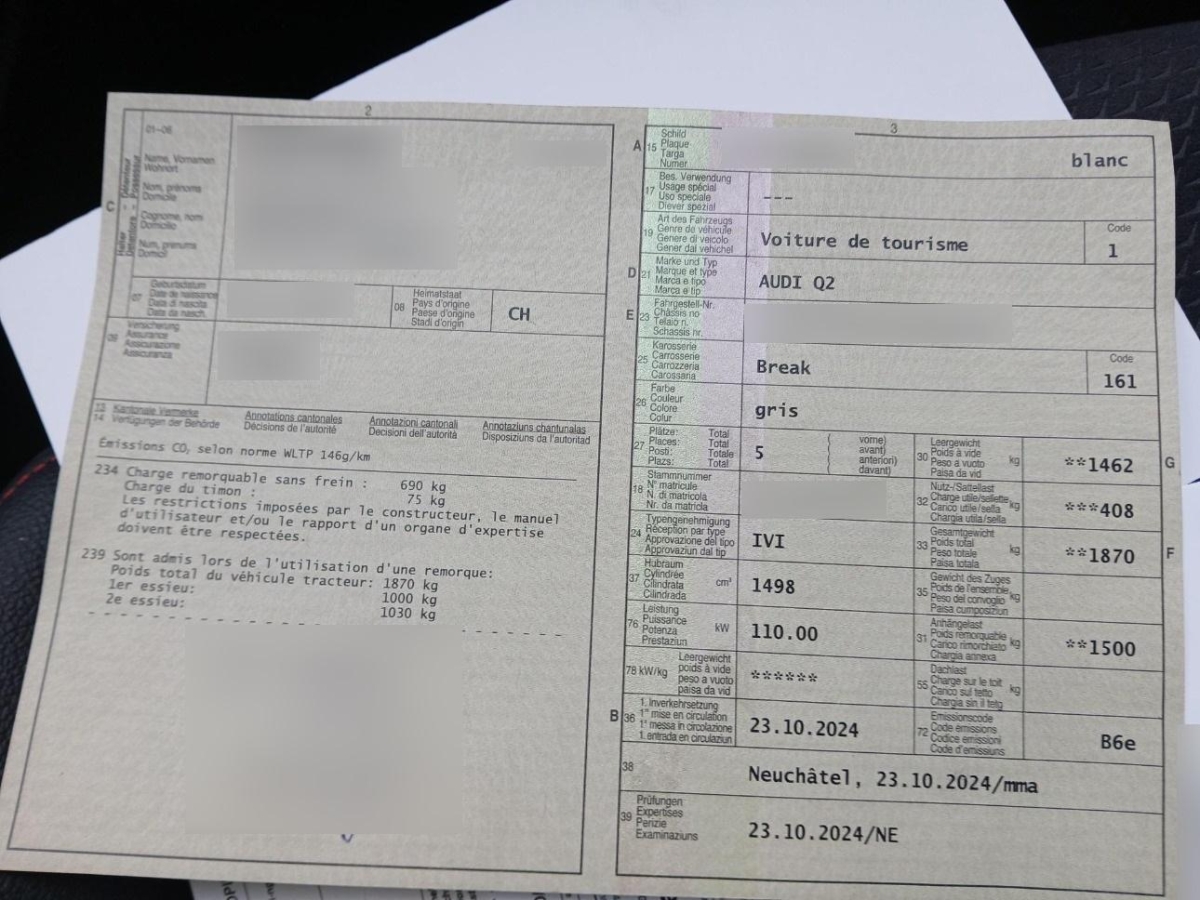 2
01-06
C
Halter
Détenteur
Detentore
Possessur
Name, Vornamen
Wohnort
Nom, prénoms
Domicile
Cognome, nomi
Domicilio
Num, prenums
Domicil
07
Geburtsdatum
Date de naissance
Data di nascita
Data da nasch.
08
Heimatstaat
Pays d'origine
Paese d'origine
Stadi d'origin
CH
09
Versicherung
Assurance
Assicurazione
Assicuranza
13
14
Kantonale Vermerke
Verfügungen der Behörde
Annotations cantonales
Décisions de l'autorité
Annotazioni cantonali
Decisioni dell'autorità
Annotaziuns chantunalas
Disposiziuns da l'autoritad
Émissions CO₂ selon norme WLTP 146g/km
234 Charge remorquable sans frein : 690 kg
Charge du timon : 75 kg
Les restrictions imposées par le constructeur, le manuel
d'utilisateur et/ou le rapport d'un organe d'expertise
doivent être respectées.
239 Sont admis lors de l'utilisation d'une remorque:
Poids total du véhicule tracteur: 1870 kg
1er essieu: 1000 kg
2e essieu: 1030 kg
3
A 15
Schild
Plaque
Targa
Numer
blanc
17
Bes. Verwendung
Usage spécial
Uso speciale
Diever spezial
---
19
Art des Fahrzeugs
Genre de véhicule
Genere di veicolo
Gener dal vehichel
Voiture de tourisme
Code
1
D 21
Marke und Typ
Marque et type
Marca e tipo
Marca e tip
AUDI Q2
E 23
Fahrgestell-Nr.
Châssis no
Telaio n.
Schassis nr.
25
Karosserie
Carrosserie
Carrozzeria
Carossaria
Break
Code
161
26
Farbe
Couleur
Colore
Colur
gris
27
Plätze: Total
Places: Total
Posti: Totale
Plazs: Total
5
vorne)
avant)
anteriori)
davant)
30
Leergewicht
Poids à vide
Peso a vuoto
Paisa da vid
kg
**1462
G
18
Stammnummer
N° matricule
N. di matricola
Nr. da matricla
32
Nutz-/Sattellast
Charge utile/sellette
Carico utile/sella
Chargia utila/sella
kg
***408
24
Typengenehmigung
Réception par type
Approvazione del tipo
Approvaziun dal tip
IVI
33
Gesamtgewicht
Poids total
Peso totale
Paisa totala
kg
**1870
F
37
Hubraum
Cylindrée
Cilindrata
Cilindrada
cm³
1498
35
Gewicht des Zuges
Poids de l'ensemble
Peso del convoglio
Paisa cumposiziun
kg
76
Leistung
Puissance
Potenza
Prestaziun
kW
110.00
31
Anhängelast
Poids remorquable
Carico rimorchiato
Chargia annexa
kg
**1500
78 kW/kg
Leergewicht
poids à vide
peso a vuoto
paisa da vid
******
55
Dachlast
Charge sur le toit
Carico sul tetto
Chargia sin il tetg
kg
B 36
1. Inverkehrsetzung
1re mise en circulation
1a messa in circolazione
1. entrada en circulaziun
23.10.2024
72
Emissionscode
Code émissions
Codice emissioni
Code d'emissiuns
B6e
38
Neuchâtel, 23.10.2024/mma
39
Prüfungen
Expertises
Perizie
Examinaziuns
23.10.2024/NE